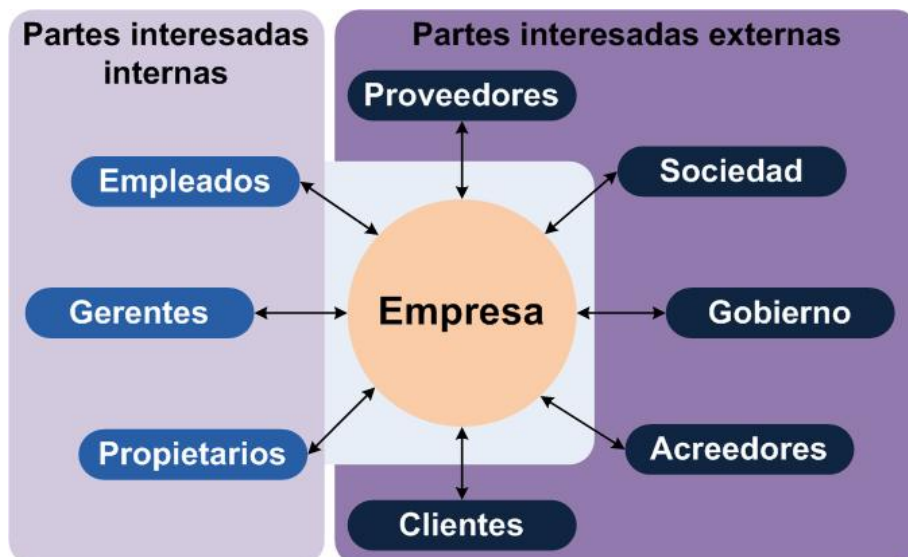 Partes interesadas
internas
Partes interesadas externas
Proveedores
Empleados
Sociedad
Gerentes
Empresa
Gobierno
Propietarios
Acreedores
Clientes